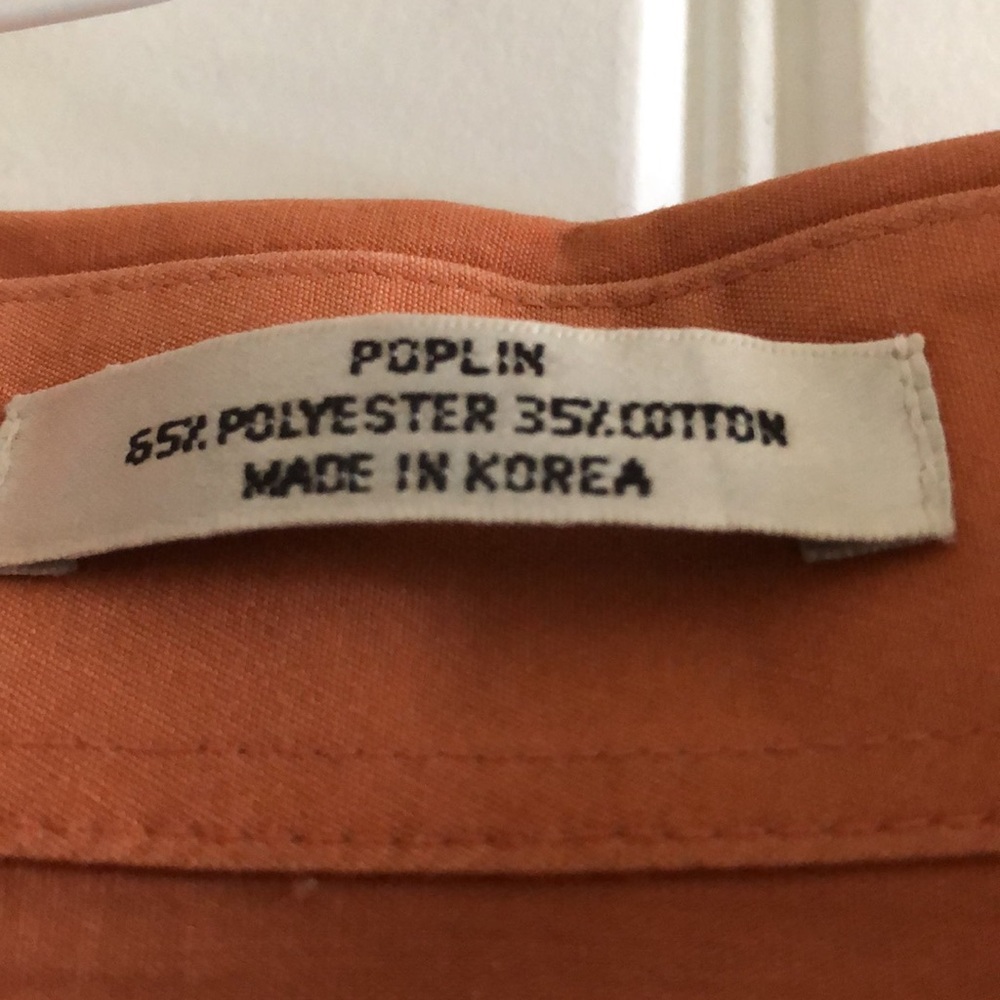 POPLIN
65% POLYESTER 35% COTTON
MADE IN KOREA